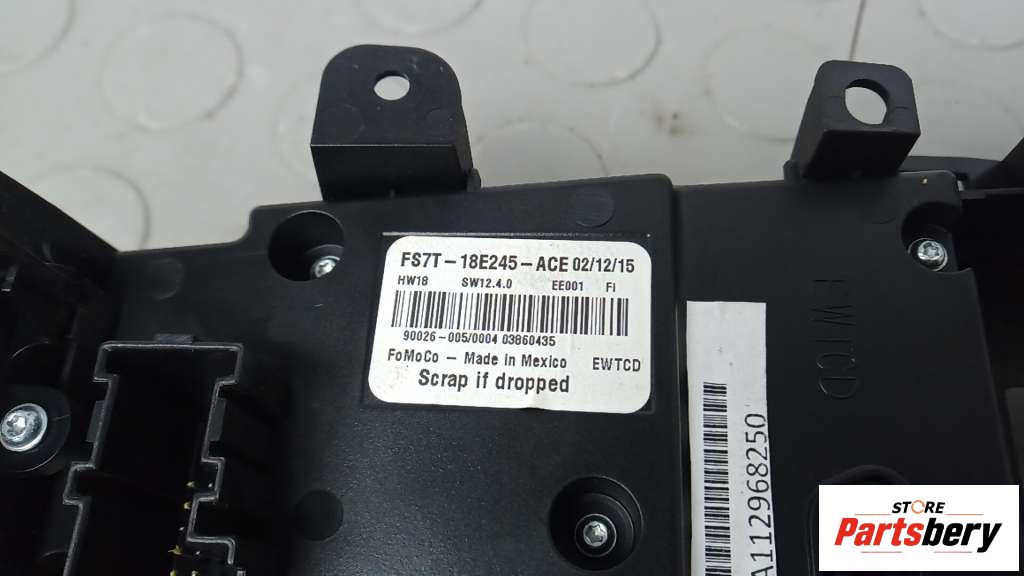 FS7T-18E245-ACE 02/12/15
HW18 SW12.4.0 EE001 FI
90026-005/0004 03860435
FoMoCo - Made in Mexico EWTCD
Scrap if dropped
EWTCD
A112968250
STORE
Partsbery